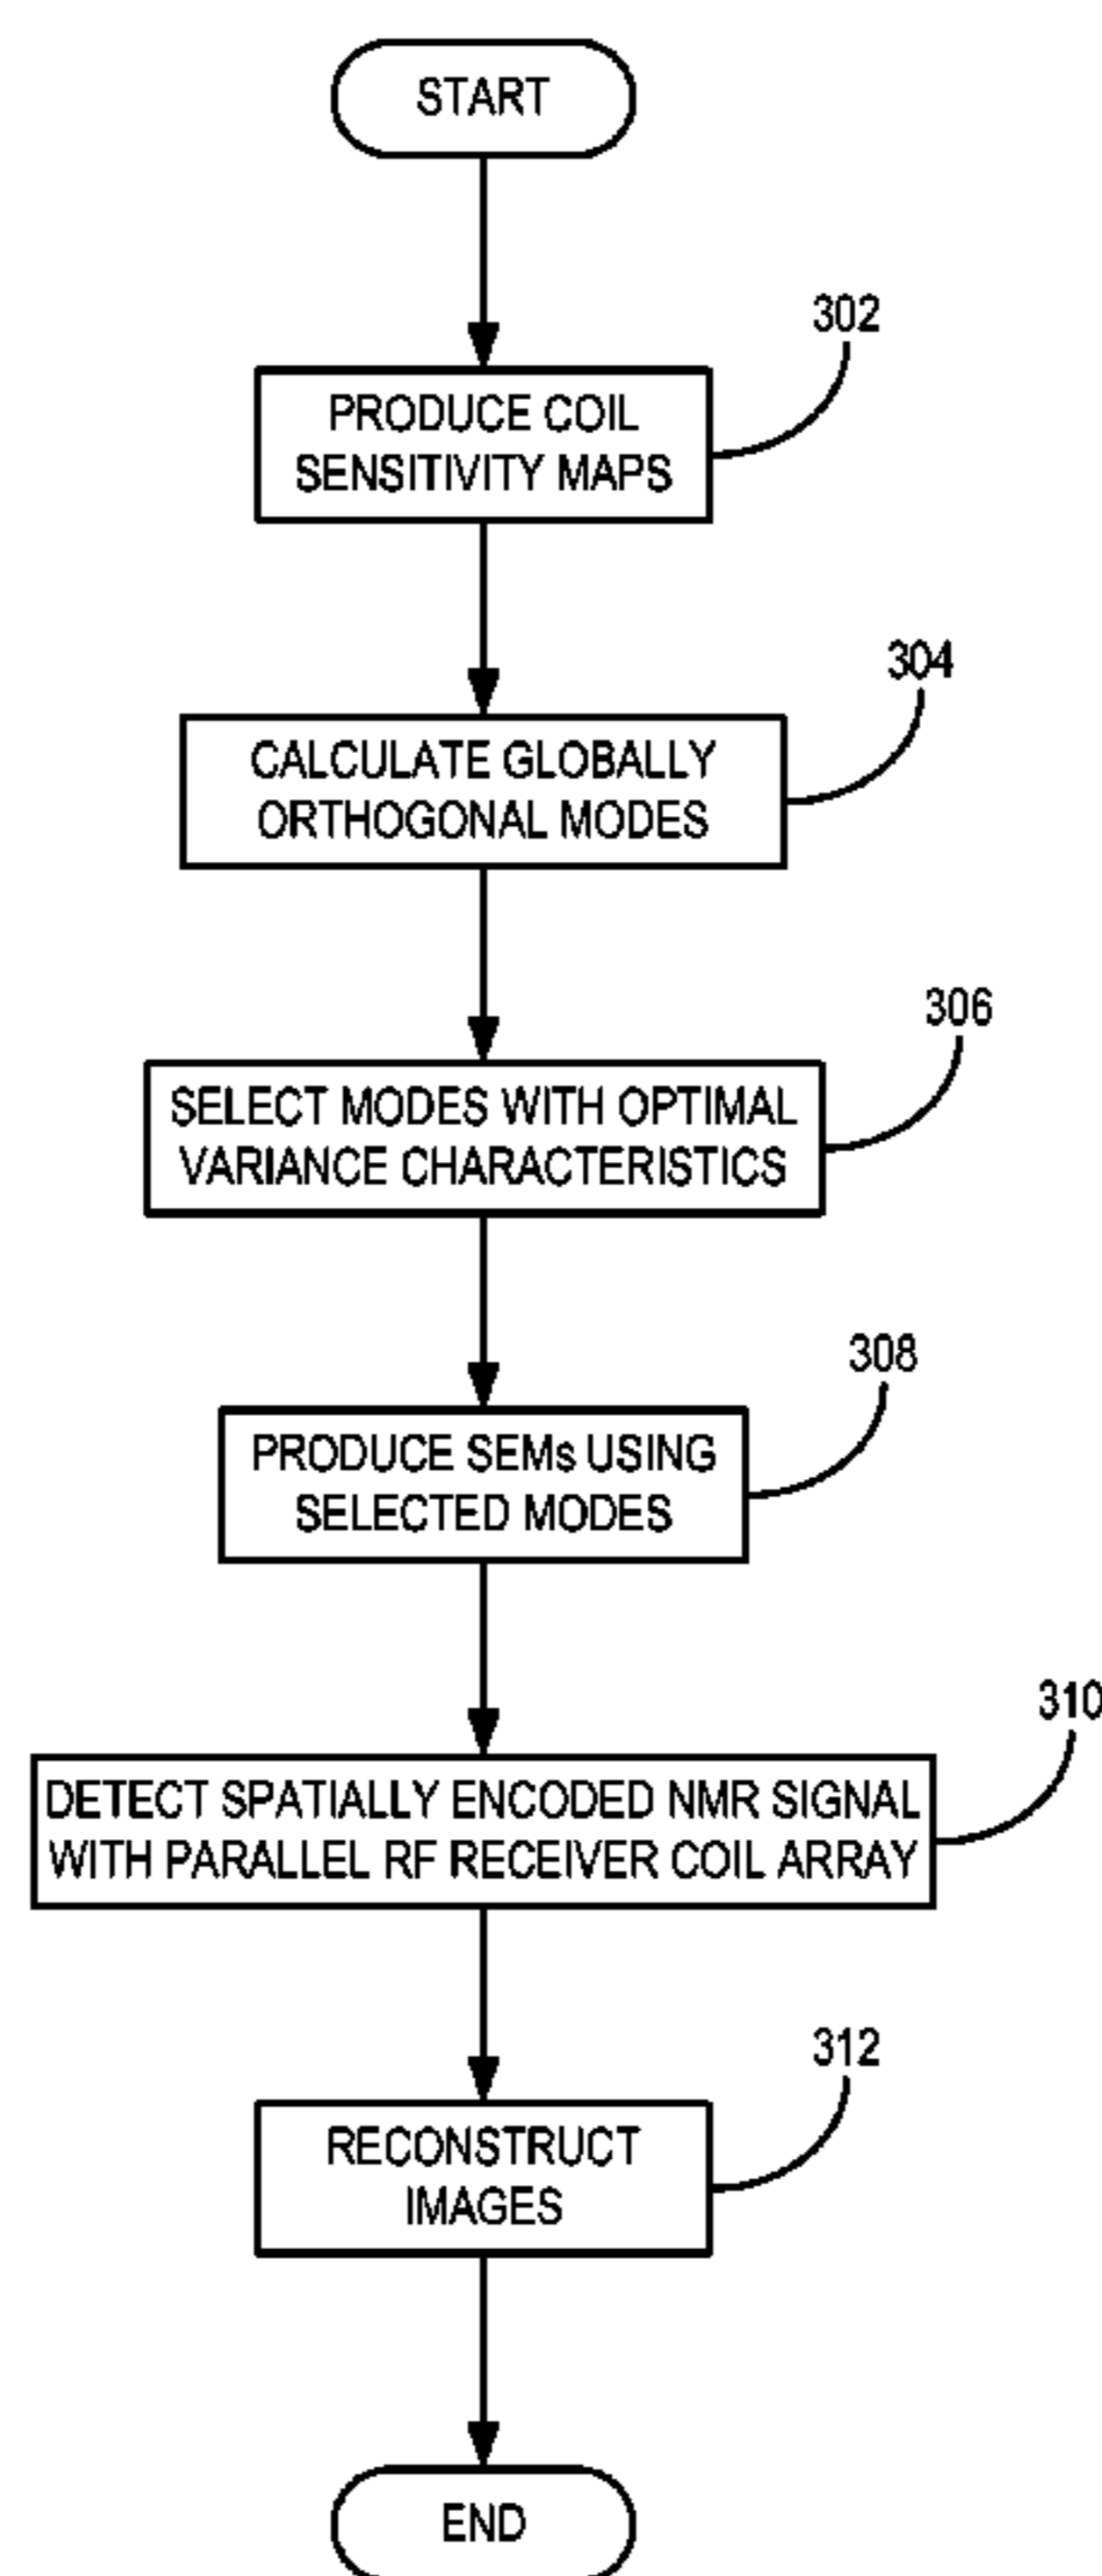 START
302
PRODUCE COIL
SENSITIVITY MAPS
304
CALCULATE GLOBALLY
ORTHOGONAL MODES
306
SELECT MODES WITH OPTIMAL
VARIANCE CHARACTERISTICS
308
PRODUCE SEMs USING
SELECTED MODES
310
DETECT SPATIALLY ENCODED NMR SIGNAL
WITH PARALLEL RF RECEIVER COIL ARRAY
312
RECONSTRUCT
IMAGES
END